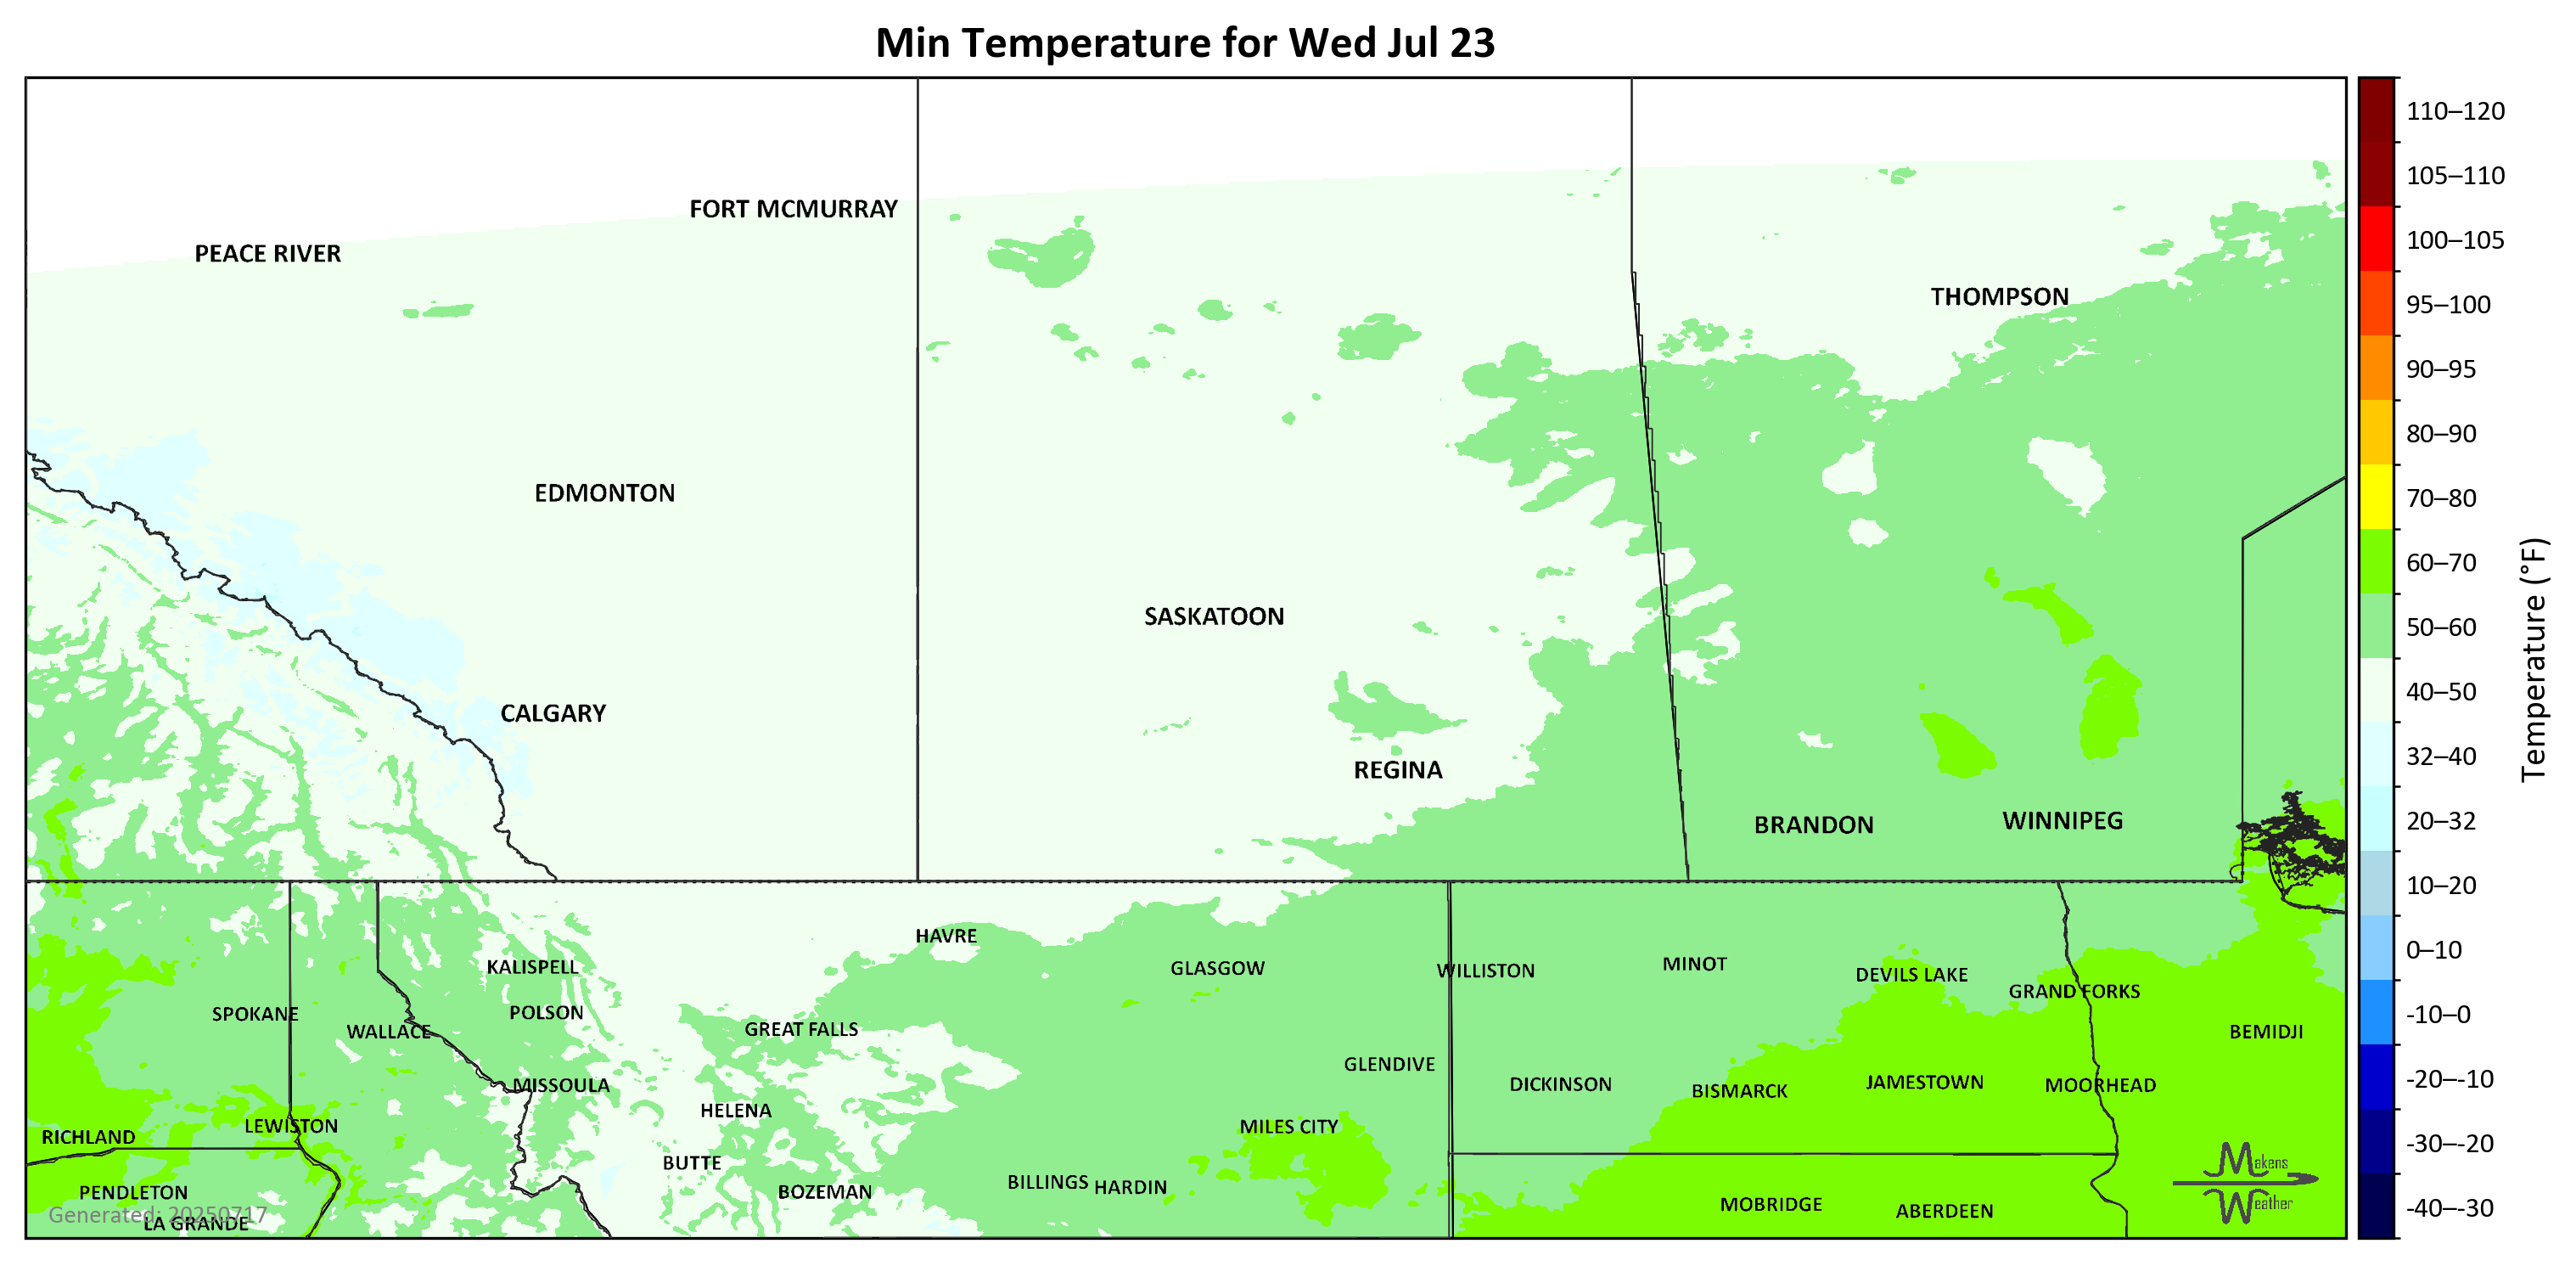 Min Temperature for Wed Jul 23
FORT MCMURRAY
PEACE RIVER
THOMPSON
EDMONTON
SASKATOON
CALGARY
REGINA
BRANDON
WINNIPEG
HAVRE
KALISPELL
GLASGOW
WILLISTON
MINOT
DEVILS LAKE
GRAND FORKS
SPOKANE
POLSON
WALLACE
GREAT FALLS
BEMIDJI
GLENDIVE
MISSOULA
DICKINSON
BISMARCK
JAMESTOWN
MOORHEAD
HELENA
LEWISTON
MILES CITY
RICHLAND
BUTTE
BILLINGS
HARDIN
PENDLETON
BOZEMAN
MOBRIDGE
ABERDEEN
Generated: 20250717
LA GRANDE
Makens
Weather
110–120
105–110
100–105
95–100
90–95
80–90
70–80
60–70
50–60
40–50
32–40
20–32
10–20
0–10
-10–0
-20–-10
-30–-20
-40–-30
Temperature (°F)